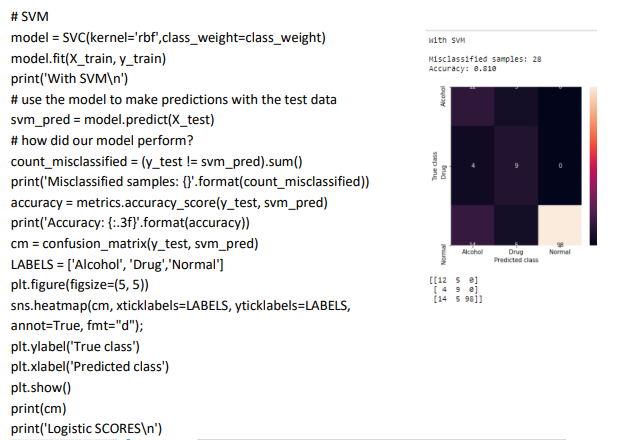 # SVM
model = SVC(kernel='rbf',class_weight=class_weight)
model.fit(X_train, y_train)
print('With SVM\n')
# use the model to make predictions with the test data
svm_pred = model.predict(X_test)
# how did our model perform?
count_misclassified = (y_test != svm_pred).sum()
print('Misclassified samples: {}'.format(count_misclassified))
accuracy = metrics.accuracy_score(y_test, svm_pred)
print('Accuracy: {:.3f}'.format(accuracy))
cm = confusion_matrix(y_test, svm_pred)
LABELS = ['Alcohol', 'Drug','Normal']
plt.figure(figsize=(5, 5))
sns.heatmap(cm, xticklabels=LABELS, yticklabels=LABELS,
annot=True, fmt="d");
plt.ylabel('True class')
plt.xlabel('Predicted class')
plt.show()
print(cm)
print('Logistic SCORES\n')
With SVM
Misclassified samples: 28
Accuracy: 0.810
Alcohol
True class
Drug
4 9 0
Normal
Alcohol Drug Normal
Predicted class
[[12 5 0]
[ 4 9 0]
[14 5 98]]